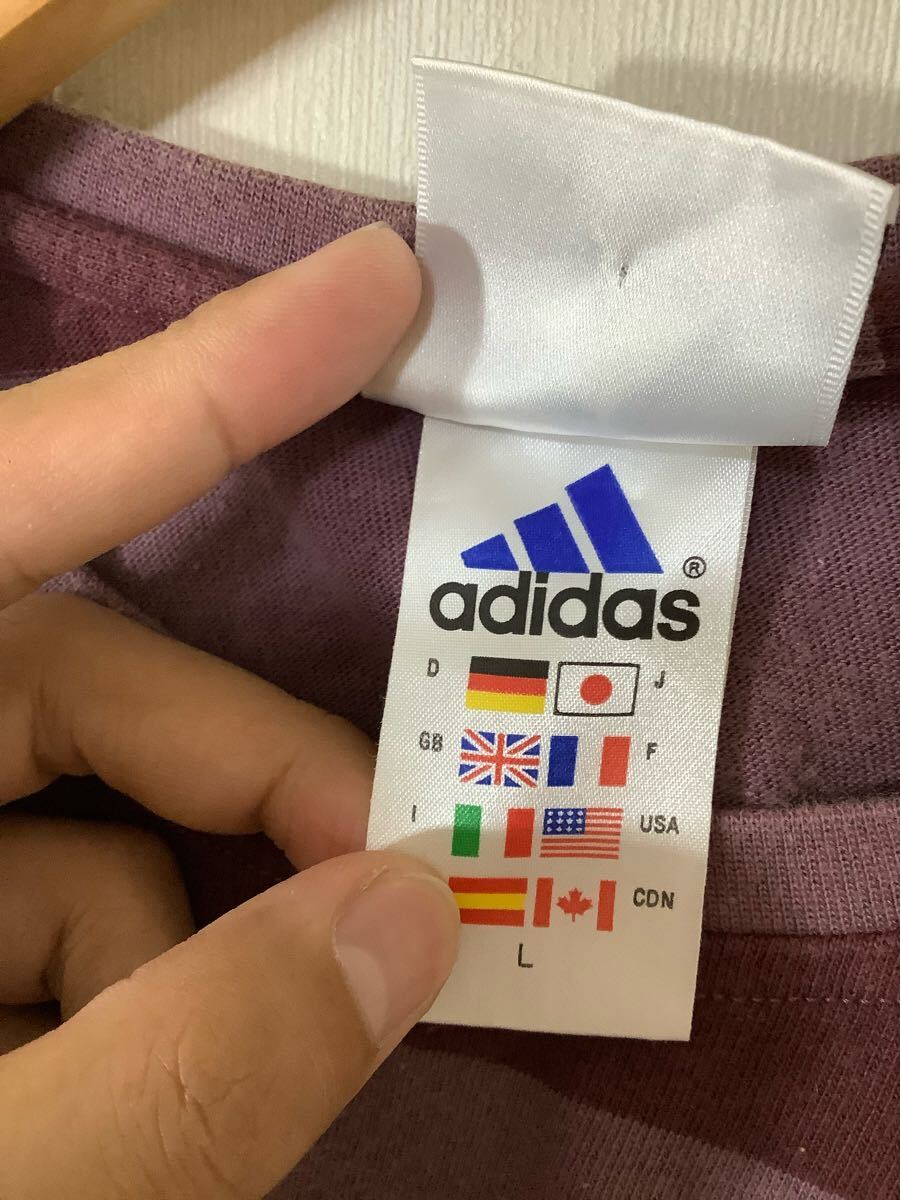 adidas ®
D J
GB F
I USA
CDN
L